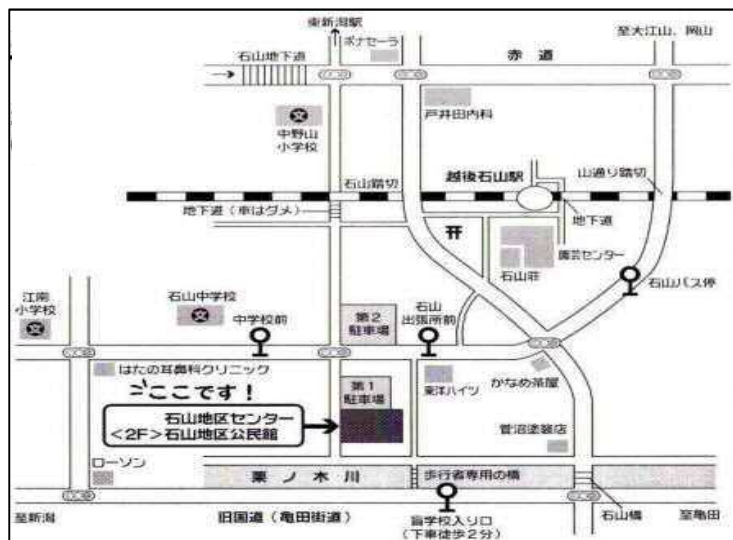 東新潟駅
ボナセーラ
至大江山、岡山
石山地下道
赤道
中野山
小学校
戸井田内科
石山踏切
越後石山駅
山通り踏切
地下道（車はダメ）
地下道
園芸センター
石山荘
石山バス停
江南
小学校
石山中学校
中学校前
第2
駐車場
石山
出張所前
はたの耳鼻科クリニック
ここです！
第1
駐車場
東洋ハイツ
かなめ茶屋
石山地区センター
<2F>石山地区公民館
菅沼塗装店
ローソン
栗ノ木川
歩行者専用の橋
至新潟
旧国道（亀田街道）
盲学校入り口
（下車徒歩2分）
石山橋
至亀田